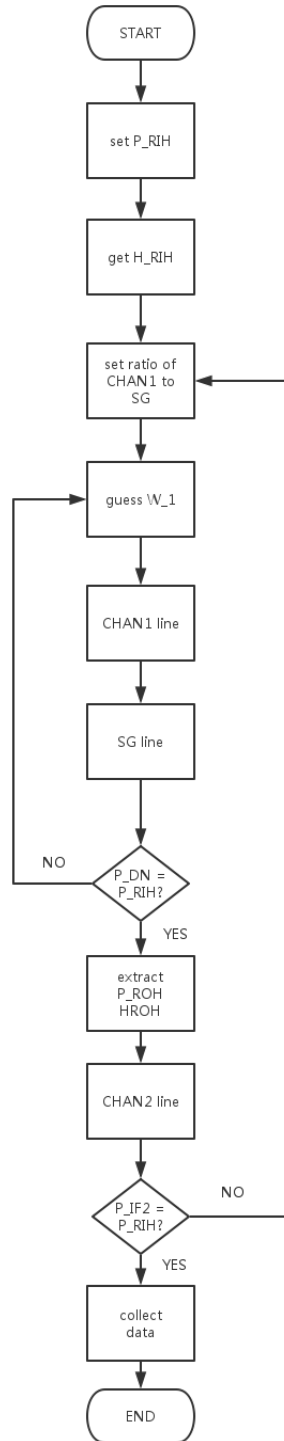 START
set P_RIH
get H_RIH
set ratio of
CHAN1 to
SG
guess W_1
CHAN1 line
SG line
NO
P_DN =
P_RIH?
YES
extract
P_ROH
HROH
CHAN2 line
NO
P_IF2 =
P_RIH?
YES
collect
data
END